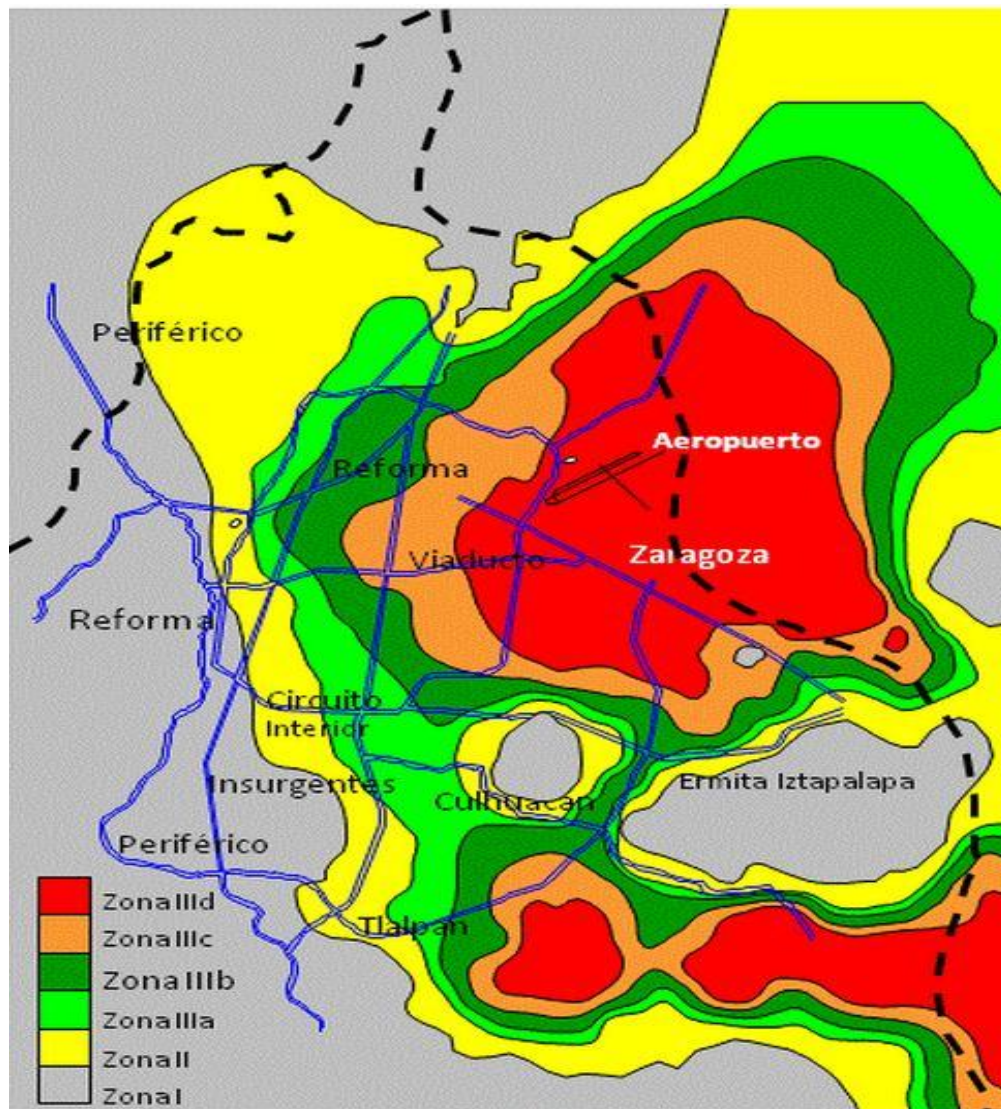 Periférico
Aeropuerto
Reforma
Zaragoza
Viaducto
Reforma
Circuito
Interior
Insurgentes
Ermita Iztapalapa
Culhuacan
Periférico
Tlalpan
Zona IIId
Zona IIIc
Zona IIIb
Zona IIIa
Zona II
Zona I